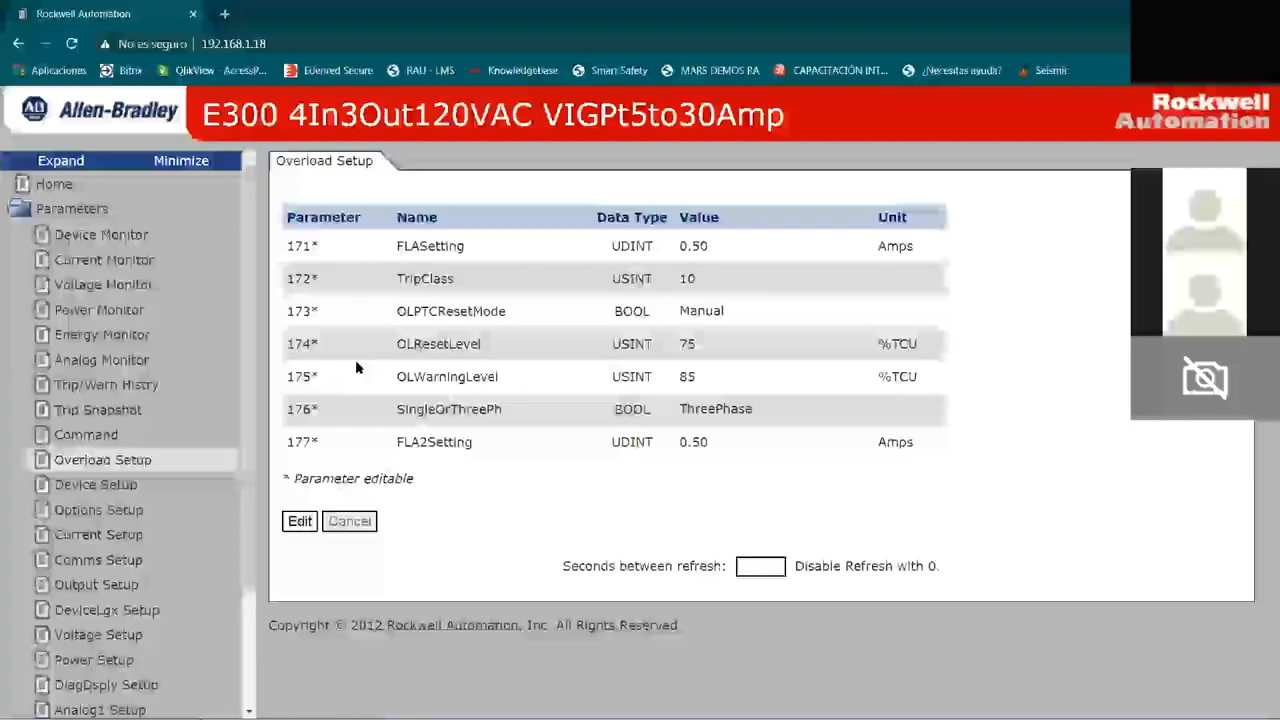 Rockwell Automation
No es seguro 192.168.1.18
Aplicaciones Bitrix QlikView - AccessP... Edenred Secure RAU - LMS Knowledgebase Smart Safety MARS DEMOS RA CAPACITACIÓN INT... ¿Necesitas ayuda? Seismit
AB Allen-Bradley E300 4In3Out120VAC VIGPt5to30Amp Rockwell Automation
Expand Minimize
Overload Setup
Home
Parameters
Device Monitor
Current Monitor
Voltage Monitor
Power Monitor
Energy Monitor
Analog Monitor
Trip/Warn Histry
Trip Snapshot
Command
Overload Setup
Device Setup
Options Setup
Current Setup
Comms Setup
Output Setup
DeviceLgx Setup
Voltage Setup
Power Setup
DiagDsply Setup
Analog1 Setup
Parameter Name Data Type Value Unit
171* FLASetting UDINT 0.50 Amps
172* TripClass USINT 10
173* OLPTCResetMode BOOL Manual
174* OLResetLevel USINT 75 %TCU
175* OLWarningLevel USINT 85 %TCU
176* SingleOrThreePh BOOL ThreePhase
177* FLA2Setting UDINT 0.50 Amps
* Parameter editable
Edit Cancel
Seconds between refresh: Disable Refresh with 0.
Copyright © 2012 Rockwell Automation, Inc. All Rights Reserved.